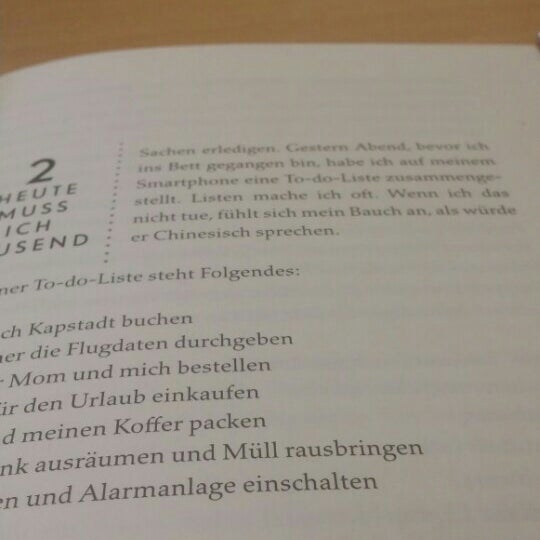 2
HEUTE
MUSS
ICH
USEND
Sachen erledigen. Gestern Abend, bevor ich
ins Bett gegangen bin, habe ich auf meinem
Smartphone eine To-do-Liste zusammenge-
stellt. Listen mache ich oft. Wenn ich das
nicht tue, fühlt sich mein Bauch an, als würde
er Chinesisch sprechen.
ner To-do-Liste steht Folgendes:
ch Kapstadt buchen
er die Flugdaten durchgeben
Mom und mich bestellen
für den Urlaub einkaufen
d meinen Koffer packen
nk ausräumen und Müll rausbringen
en und Alarmanlage einschalten